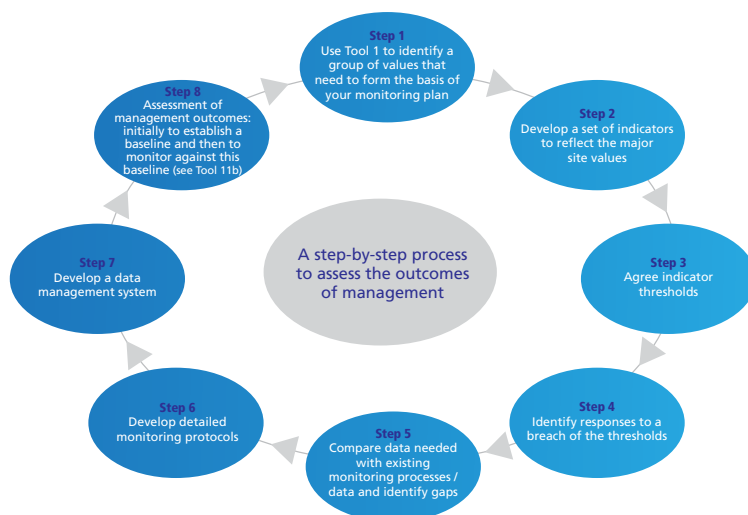 Step 1
Use Tool 1 to identify a
group of values that
need to form the basis of
your monitoring plan
Step 2
Develop a set of indicators
to reflect the major
site values
Step 3
Agree indicator
thresholds
Step 4
Identify responses to a
breach of the thresholds
Step 5
Compare data needed
with existing
monitoring processes /
data and identify gaps
Step 6
Develop detailed
monitoring protocols
Step 7
Develop a data
management system
Step 8
Assessment of
management outcomes:
initially to establish a
baseline and then to
monitor against this
baseline (see Tool 11b)
A step-by-step process
to assess the outcomes
of management